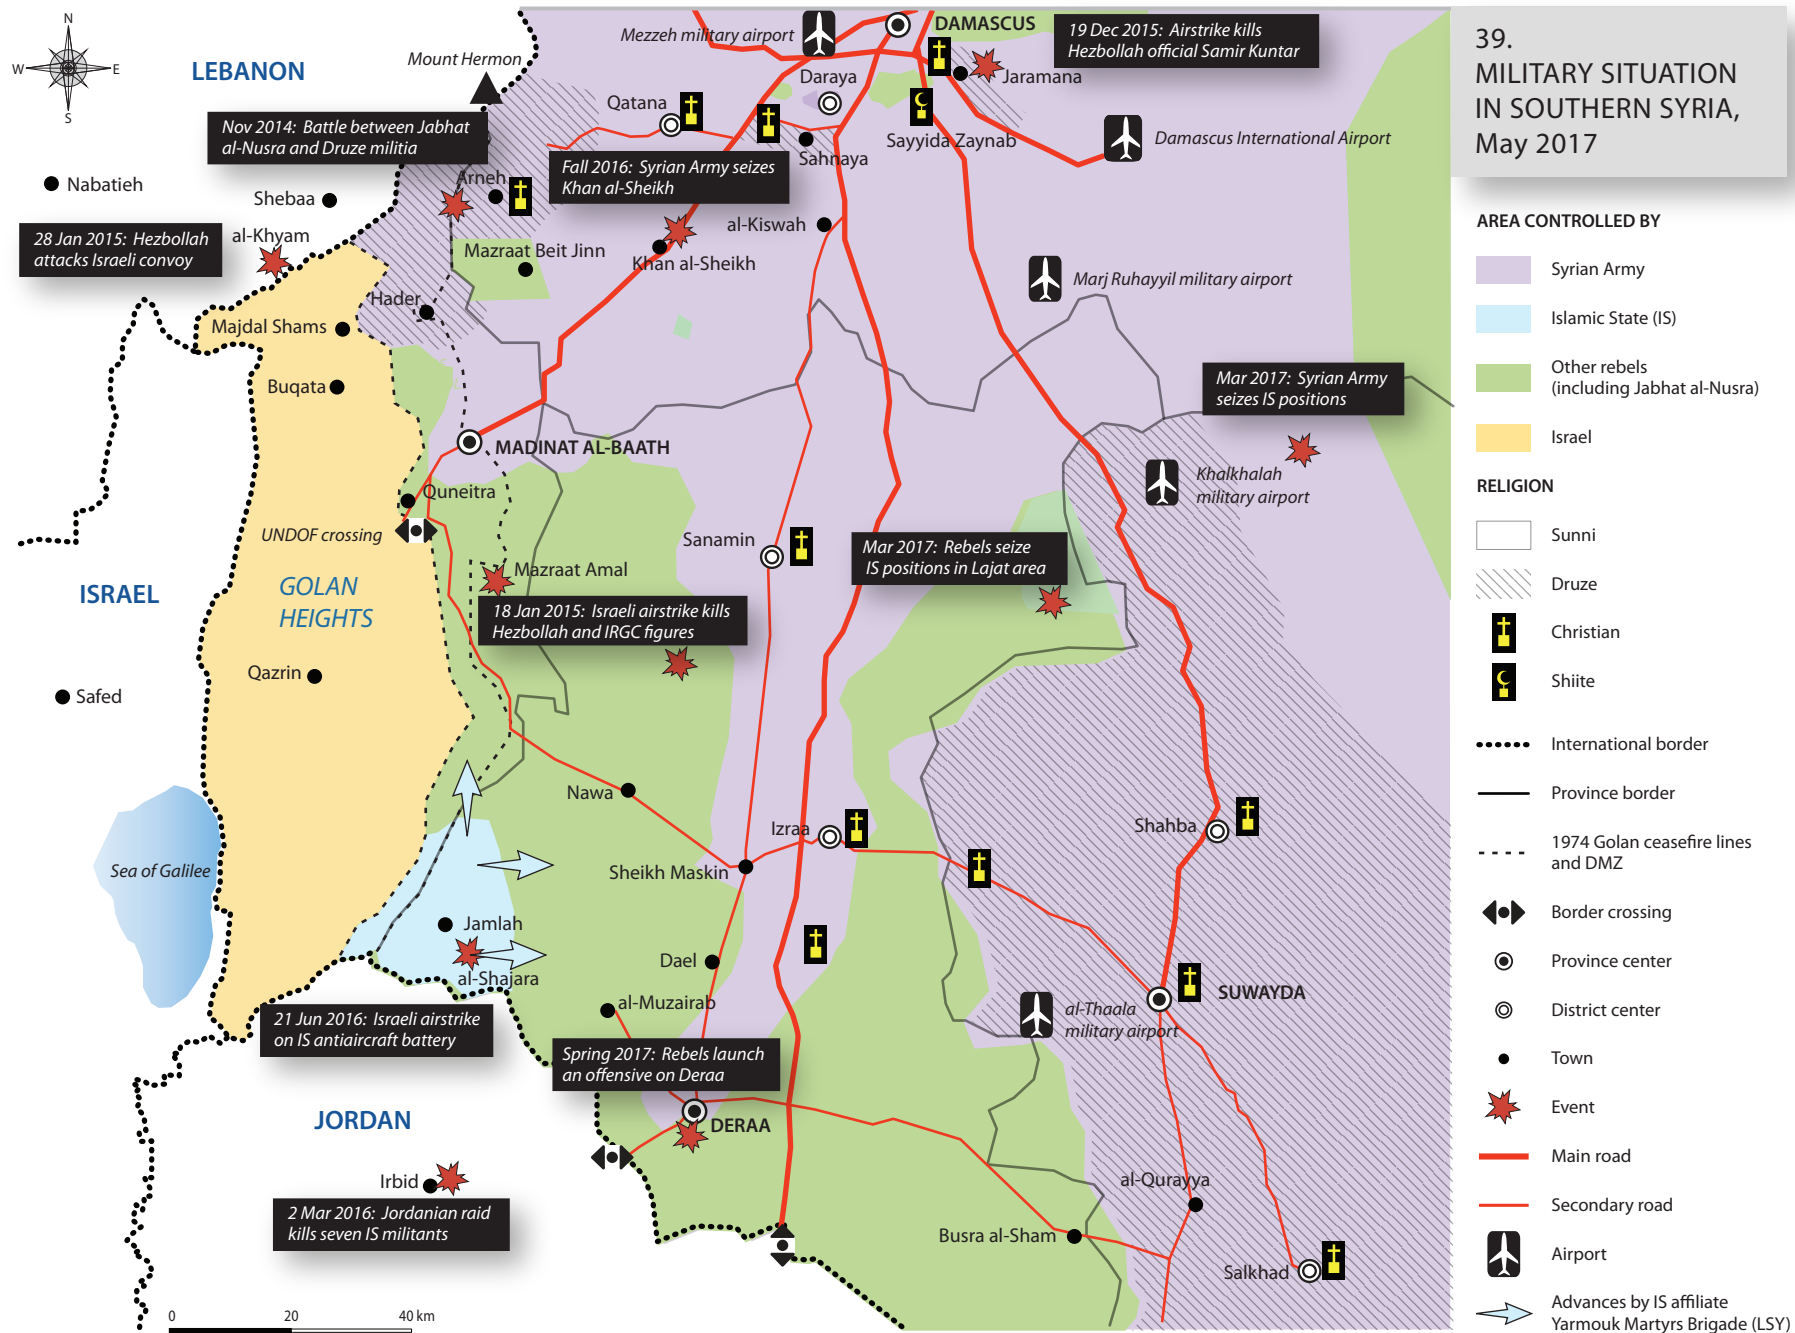 39.
MILITARY SITUATION
IN SOUTHERN SYRIA,
May 2017
AREA CONTROLLED BY
Syrian Army
Islamic State (IS)
Other rebels
(including Jabhat al-Nusra)
Israel
RELIGION
Sunni
Druze
Christian
Shiite
International border
Province border
1974 Golan ceasefire lines
and DMZ
Border crossing
Province center
District center
Town
Event
Main road
Secondary road
Airport
Advances by IS affiliate
Yarmouk Martyrs Brigade (LSY)
N
W
E
S
LEBANON
Mount Hermon
Mezzeh military airport
DAMASCUS
19 Dec 2015: Airstrike kills
Hezbollah official Samir Kuntar
Daraya
Jaramana
Qatana
Nov 2014: Battle between Jabhat
al-Nusra and Druze militia
Sayyida Zaynab
Damascus International Airport
Sahnaya
Fall 2016: Syrian Army seizes
Khan al-Sheikh
Nabatieh
Arneh
Shebaa
al-Kiswah
28 Jan 2015: Hezbollah
attacks Israeli convoy
al-Khyam
Mazraat Beit Jinn
Khan al-Sheikh
Marj Ruhayyil military airport
Hader
Majdal Shams
Buqata
Mar 2017: Syrian Army
seizes IS positions
MADINAT AL-BAATH
Khalkhalah
military airport
Quneitra
UNDOF crossing
Sanamin
Mar 2017: Rebels seize
IS positions in Lajat area
Mazraat Amal
ISRAEL
GOLAN
HEIGHTS
18 Jan 2015: Israeli airstrike kills
Hezbollah and IRGC figures
Qazrin
Safed
Nawa
Izraa
Shahba
Sea of Galilee
Sheikh Maskin
Jamlah
Dael
al-Shajara
al-Muzairab
SUWAYDA
al-Thaala
military airport
21 Jun 2016: Israeli airstrike
on IS antiaircraft battery
Spring 2017: Rebels launch
an offensive on Deraa
JORDAN
DERAA
Irbid
al-Qurayya
2 Mar 2016: Jordanian raid
kills seven IS militants
Busra al-Sham
Salkhad
0
20
40 km